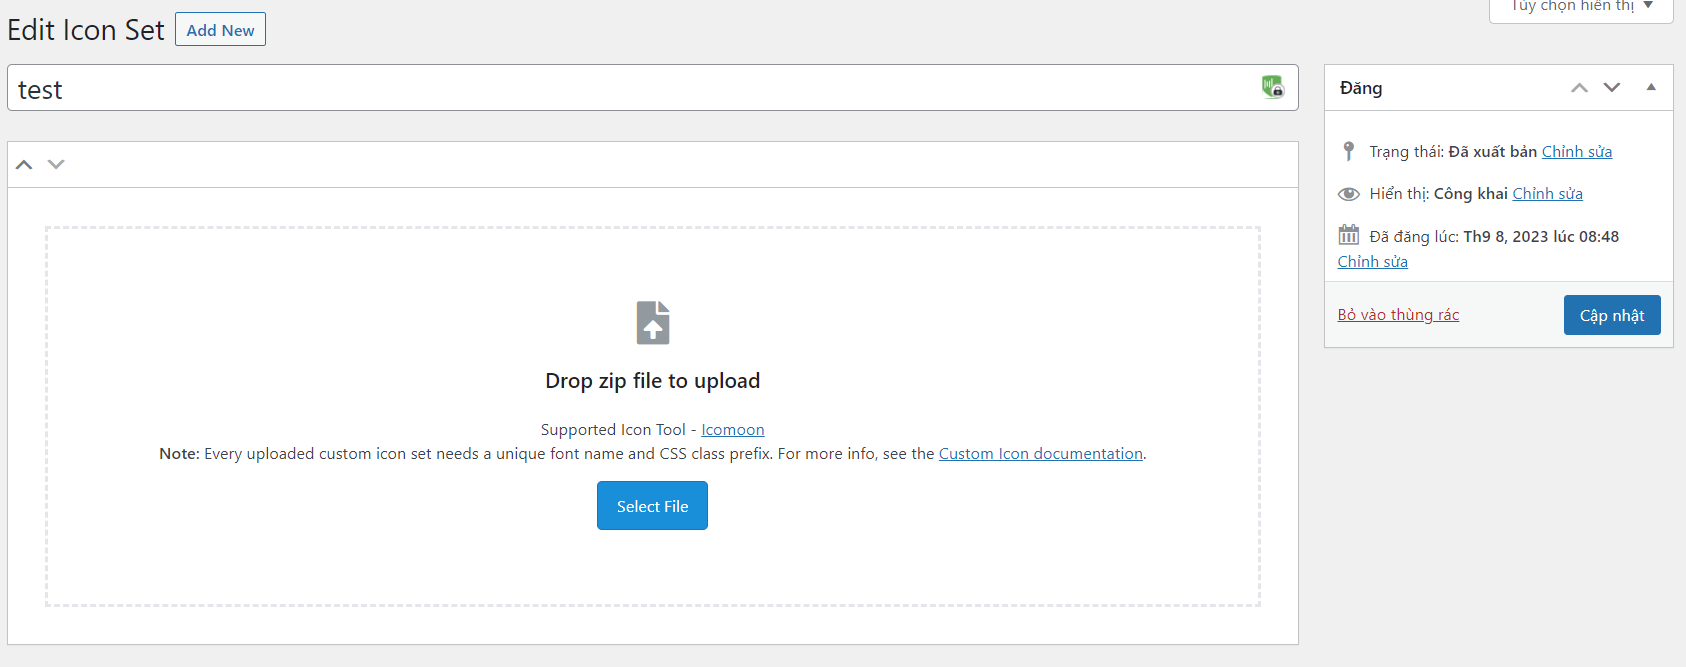 Edit Icon Set Add New
Tùy chọn hiển thị
test
Đăng
Trạng thái: Đã xuất bản Chỉnh sửa
Hiển thị: Công khai Chỉnh sửa
Đã đăng lúc: Th9 8, 2023 lúc 08:48
Chỉnh sửa
Bỏ vào thùng rác
Cập nhật
Drop zip file to upload
Supported Icon Tool - Icomoon
Note: Every uploaded custom icon set needs a unique font name and CSS class prefix. For more info, see the Custom Icon documentation.
Select File